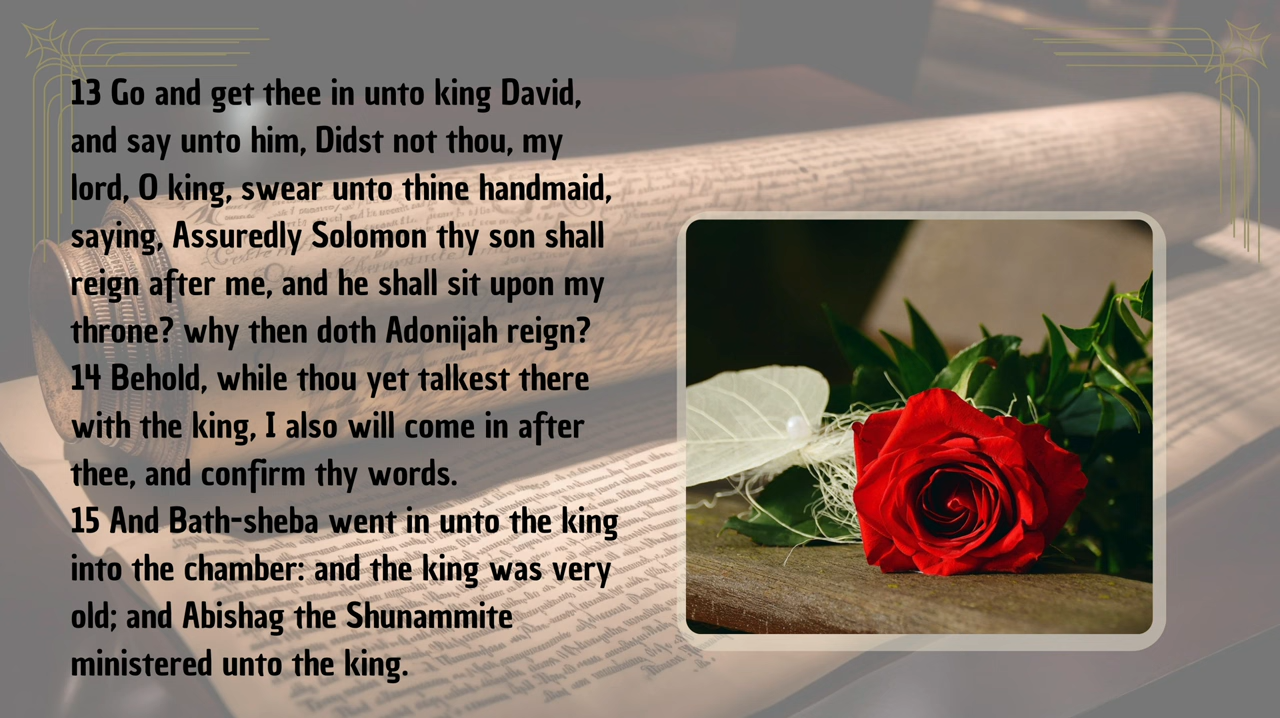 13 Go and get thee in unto king David,
and say unto him, Didst not thou, my
lord, O king, swear unto thine handmaid,
saying, Assuredly Solomon thy son shall
reign after me, and he shall sit upon my
throne? why then doth Adonijah reign?
14 Behold, while thou yet talkest there
with the king, I also will come in after
thee, and confirm thy words.
15 And Bath-sheba went in unto the king
into the chamber: and the king was very
old; and Abishag the Shunammite
ministered unto the king.